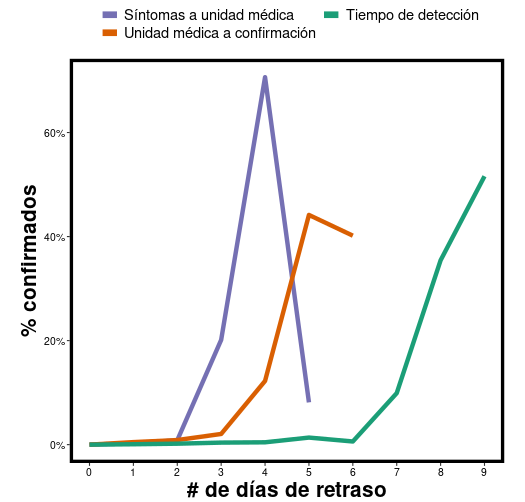 Síntomas a unidad médica Tiempo de detección
Unidad médica a confirmación
% confirmados
60%
40%
20%
0%
0 1 2 3 4 5 6 7 8 9
# de días de retraso